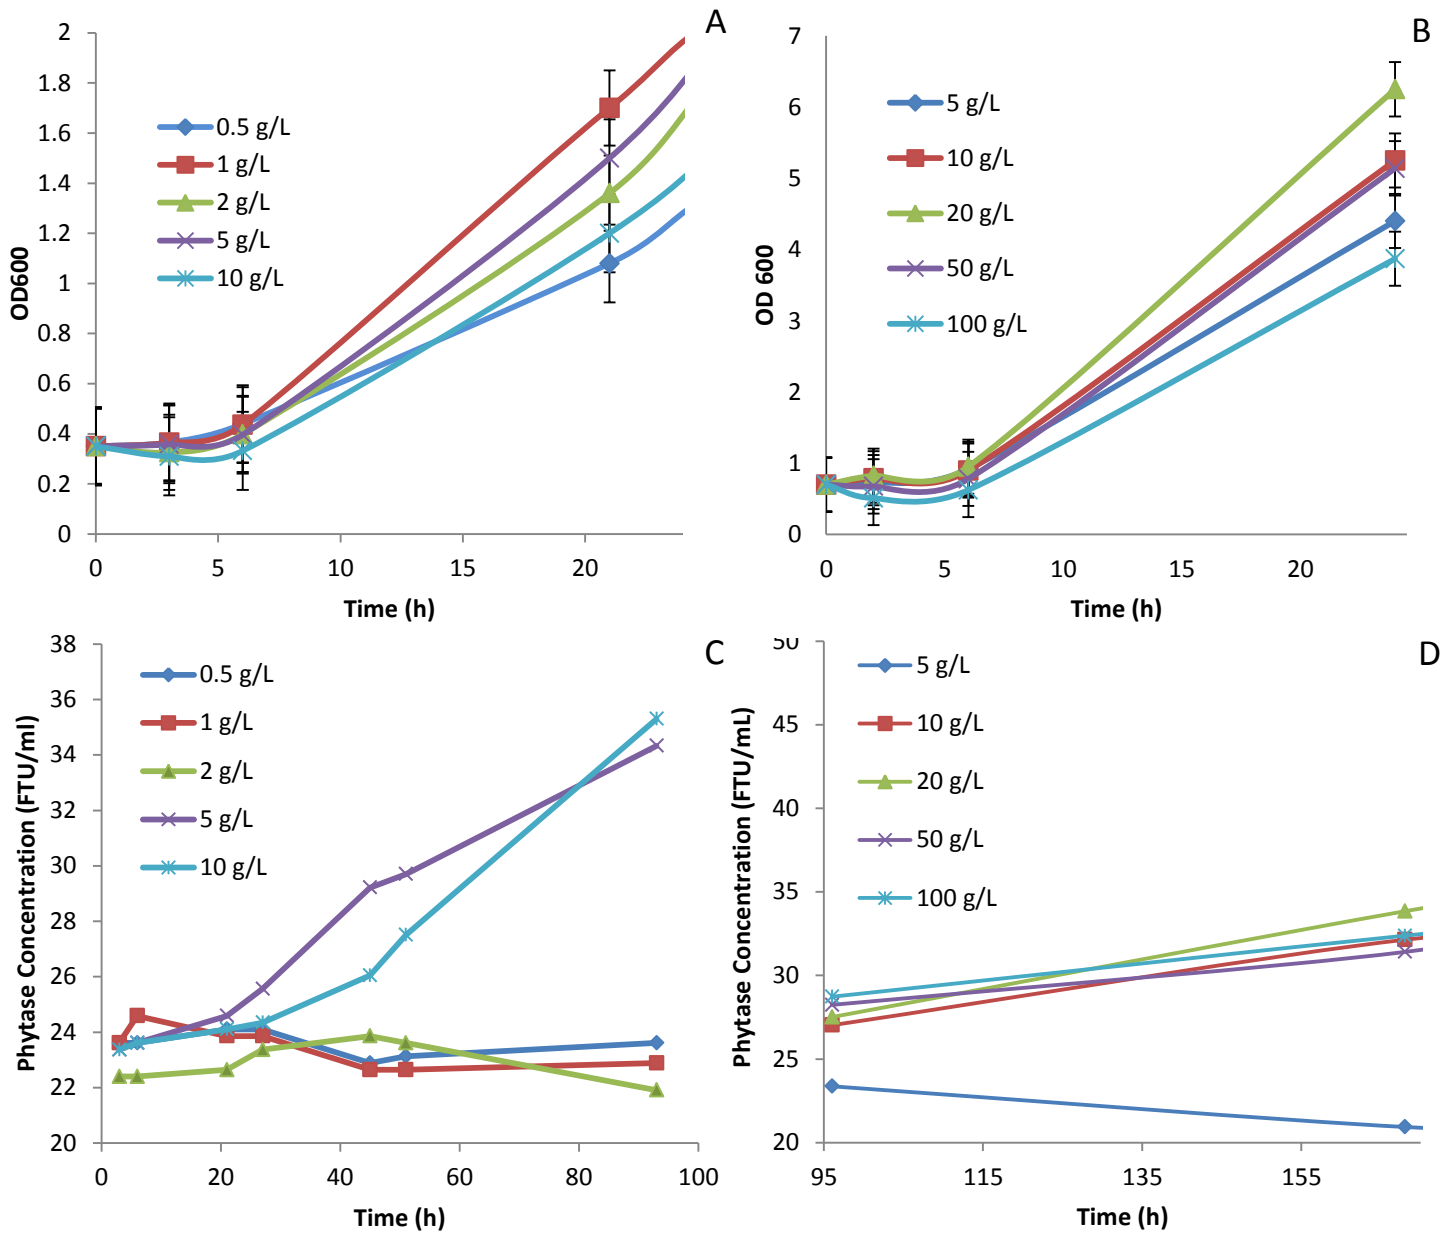 A
2
1.8
1.6
1.4
1.2
1
0.8
0.6
0.4
0.2
0
OD600
0.5 g/L
1 g/L
2 g/L
5 g/L
10 g/L
0 5 10 15 20
Time (h)
B
7
6
5
4
3
2
1
0
OD 600
5 g/L
10 g/L
20 g/L
50 g/L
100 g/L
0 5 10 15 20
Time (h)
C
38
36
34
32
30
28
26
24
22
20
Phytase Concentration (FTU/ml)
0.5 g/L
1 g/L
2 g/L
5 g/L
10 g/L
0 20 40 60 80 100
Time (h)
D
50
45
40
35
30
25
20
Phytase Concentration (FTU/mL)
5 g/L
10 g/L
20 g/L
50 g/L
100 g/L
95 115 135 155
Time (h)